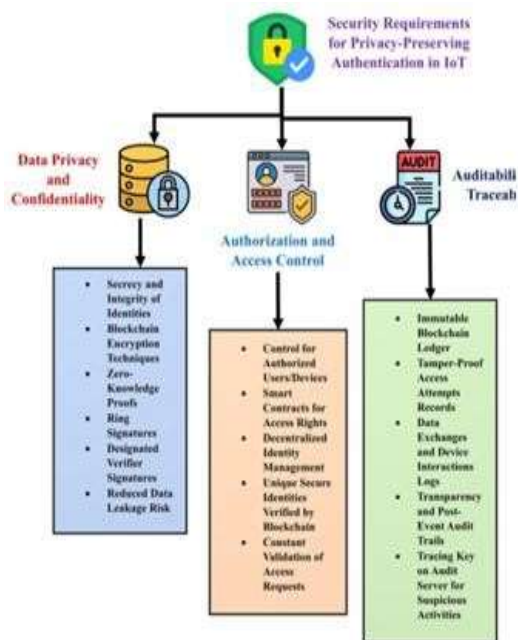 Security Requirements
for Privacy-Preserving
Authentication in IoT
Data Privacy
and
Confidentiality
AUDIT
Auditabili
Traceab
Authorization and
Access Control
• Secrecy and
Integrity of
Identities
• Blockchain
Encryption
Techniques
• Zero-
Knowledge
Proofs
• Ring
Signatures
• Designated
Verifier
Signatures
• Reduced Data
Leakage Risk
• Control for
Authorized
Users/Devices
• Smart
Contracts for
Access Rights
• Decentralized
Identity
Management
• Unique Secure
Identities
Verified by
Blockchain
• Constant
Validation of
Access
Requests
• Immutable
Blockchain
Ledger
• Tamper-Proof
Access
Attempts
Records
• Data
Exchanges
and Device
Interactions
Logs
• Transparency
and Post-
Event Audit
Trails
• Tracing Key
on Audit
Server for
Suspicious
Activities